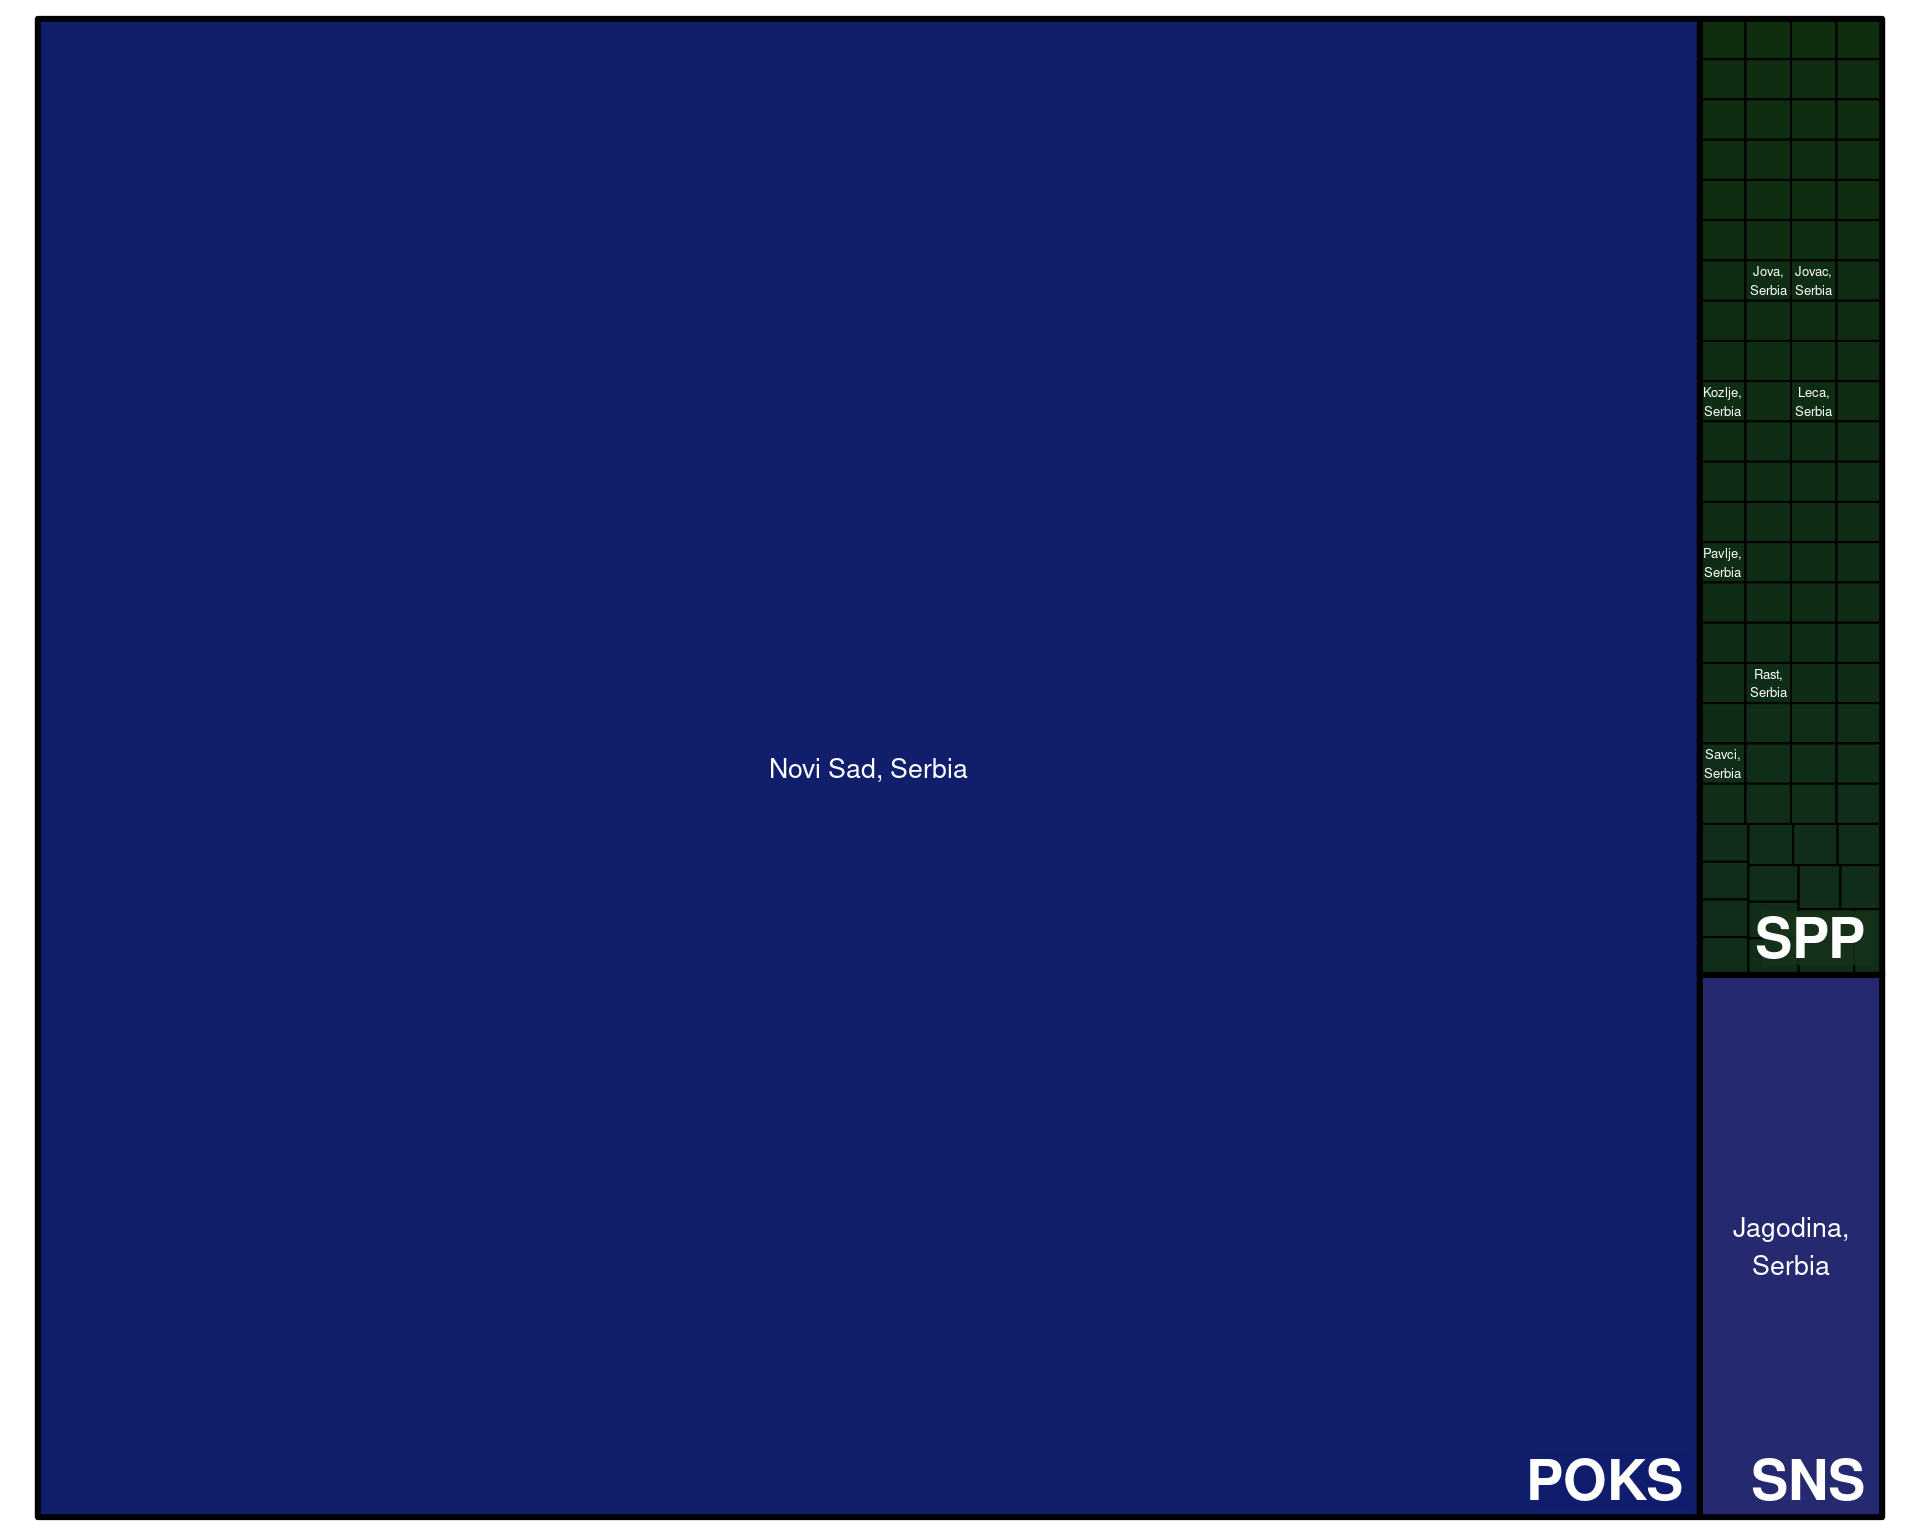 Novi Sad, Serbia
POKS
Jova,
Serbia
Jovac,
Serbia
Kozlje,
Serbia
Leca,
Serbia
Pavlje,
Serbia
Rast,
Serbia
Savci,
Serbia
SPP
Jagodina,
Serbia
SNS